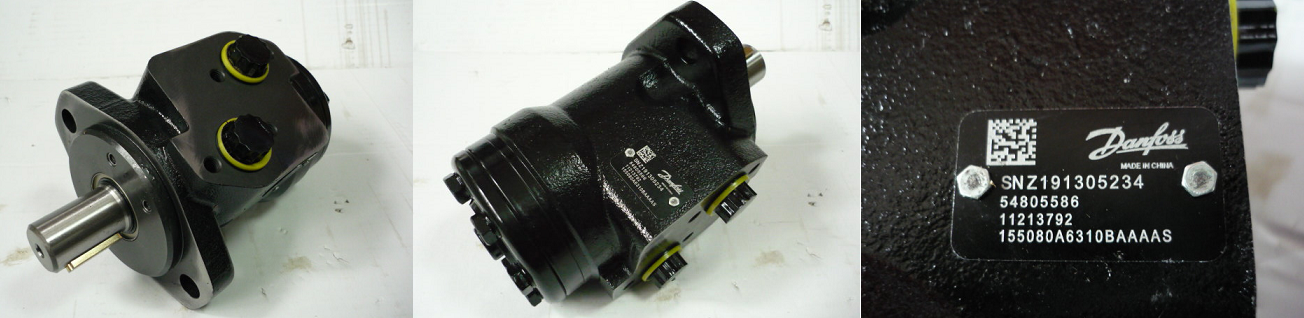 Danfoss
MADE IN CHINA
SNZ191305234
54805586
11213792
155080A6310BAAAAS